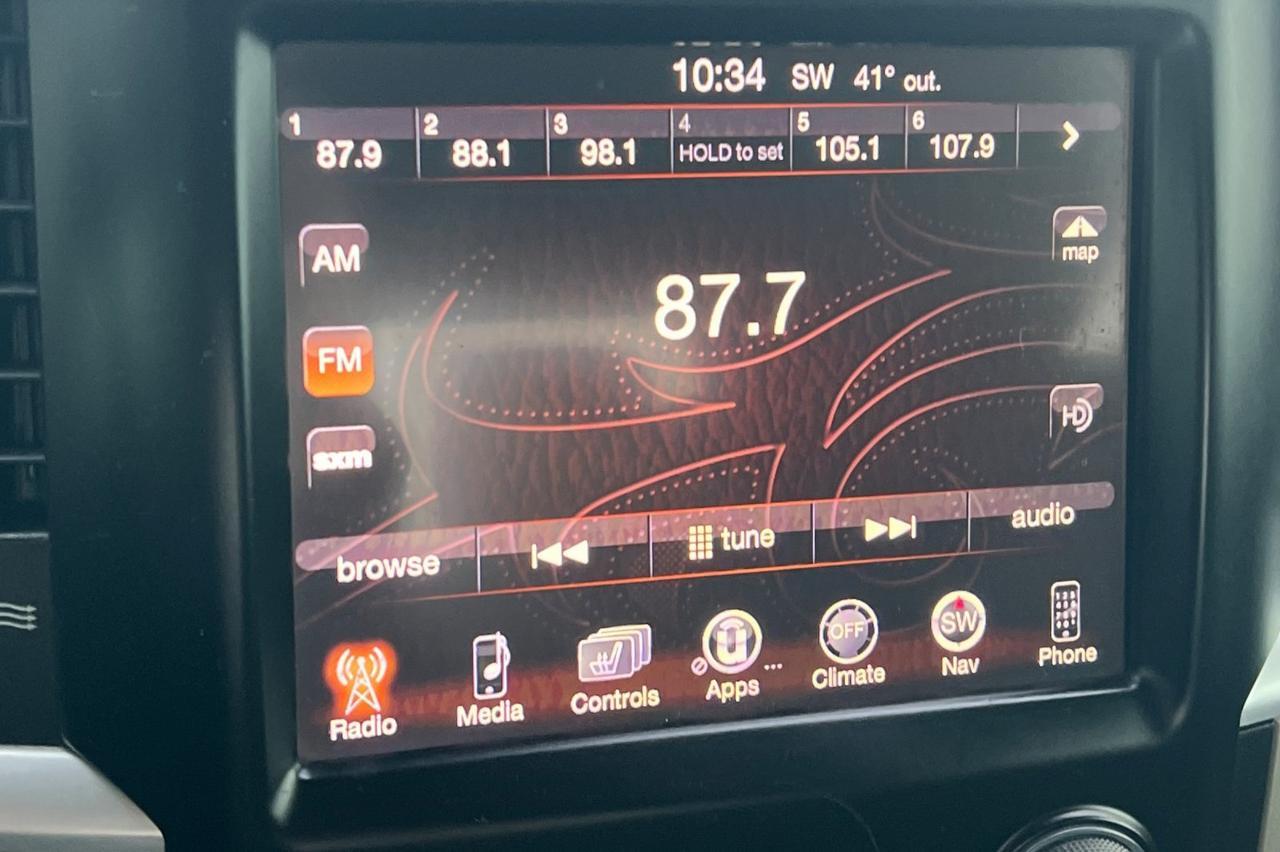 10:34 SW 41° out.
1 2 3 4 5 6
87.9 88.1 98.1 HOLD to set 105.1 107.9
AM
map
87.7
FM
HD
sxm
browse tune audio
OFF SW
Radio Media Controls Apps ... Climate Nav Phone